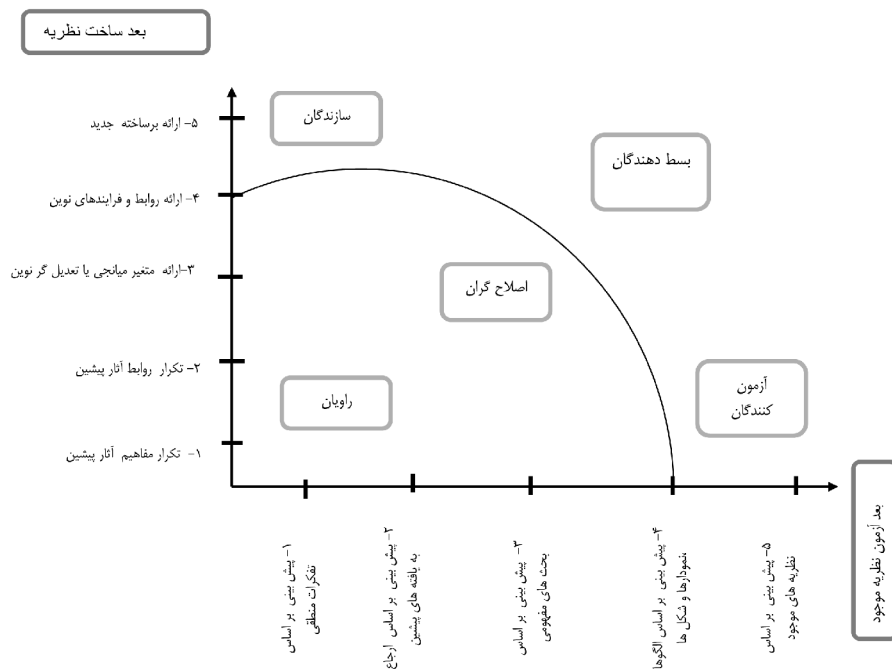 بعد ساخت نظریه
۵- ارائه برساخته جدید
۴- ارائه روابط و فرایندهای نوین
۳-ارائه متغیر میانجی یا تعدیل گر نوین
۲- تکرار روابط آثار پیشین
۱- تکرار مفاهیم آثار پیشین
سازندگان
بسط دهندگان
اصلاح گران
راویان
آزمون
کنندگان
۱- پیش بینی بر اساس
تفکرات منطقی
۲- پیش بینی بر اساس ارجاع
به یافته های پیشین
۳- پیش بینی بر اساس
بحث های مفهومی
۴- پیش بینی بر اساس الگوها
،نمودارها و شکل ها
۵- پیش بینی بر اساس
نظریه های موجود
بعد آزمون نظریه موجود